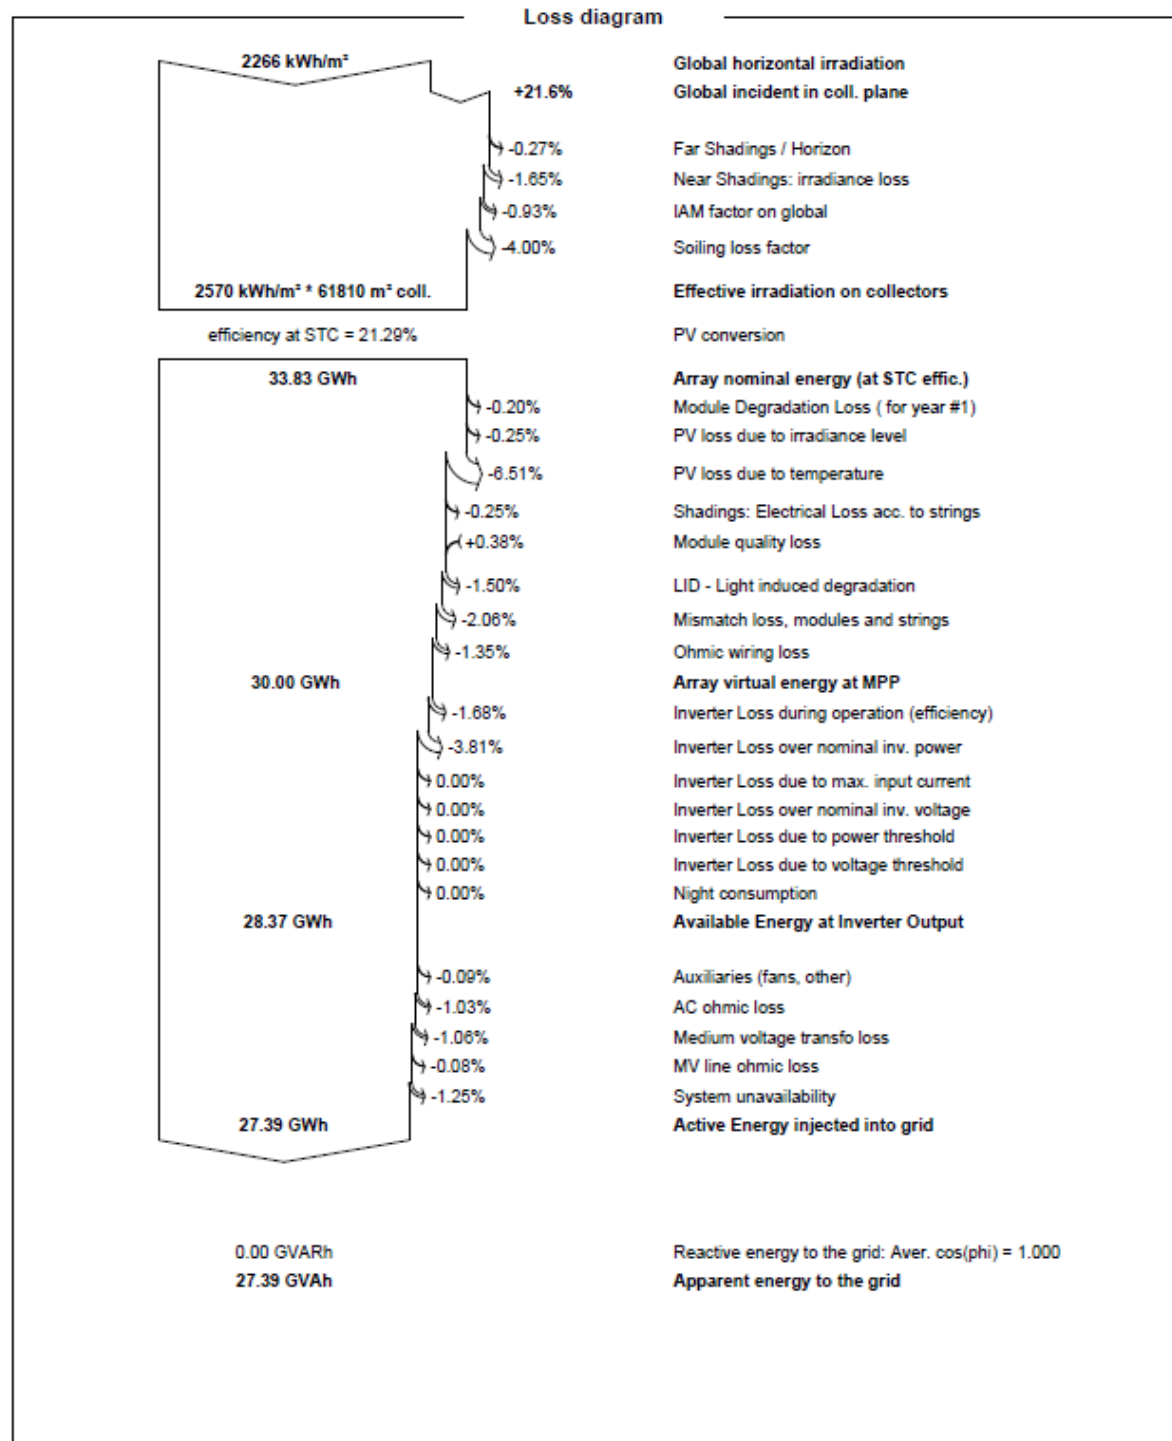 Loss diagram
2266 kWh/m² Global horizontal irradiation
+21.6% Global incident in coll. plane
-0.27% Far Shadings / Horizon
-1.65% Near Shadings: irradiance loss
-0.93% IAM factor on global
-4.00% Soiling loss factor
2570 kWh/m² * 61810 m² coll. Effective irradiation on collectors
efficiency at STC = 21.29% PV conversion
33.83 GWh Array nominal energy (at STC effic.)
-0.20% Module Degradation Loss ( for year #1)
-0.25% PV loss due to irradiance level
-6.51% PV loss due to temperature
-0.25% Shadings: Electrical Loss acc. to strings
+0.38% Module quality loss
-1.50% LID - Light induced degradation
-2.06% Mismatch loss, modules and strings
-1.35% Ohmic wiring loss
30.00 GWh Array virtual energy at MPP
-1.68% Inverter Loss during operation (efficiency)
-3.81% Inverter Loss over nominal inv. power
0.00% Inverter Loss due to max. input current
0.00% Inverter Loss over nominal inv. voltage
0.00% Inverter Loss due to power threshold
0.00% Inverter Loss due to voltage threshold
0.00% Night consumption
28.37 GWh Available Energy at Inverter Output
-0.09% Auxiliaries (fans, other)
-1.03% AC ohmic loss
-1.06% Medium voltage transfo loss
-0.08% MV line ohmic loss
-1.25% System unavailability
27.39 GWh Active Energy injected into grid
0.00 GVARh Reactive energy to the grid: Aver. cos(phi) = 1.000
27.39 GVAh Apparent energy to the grid